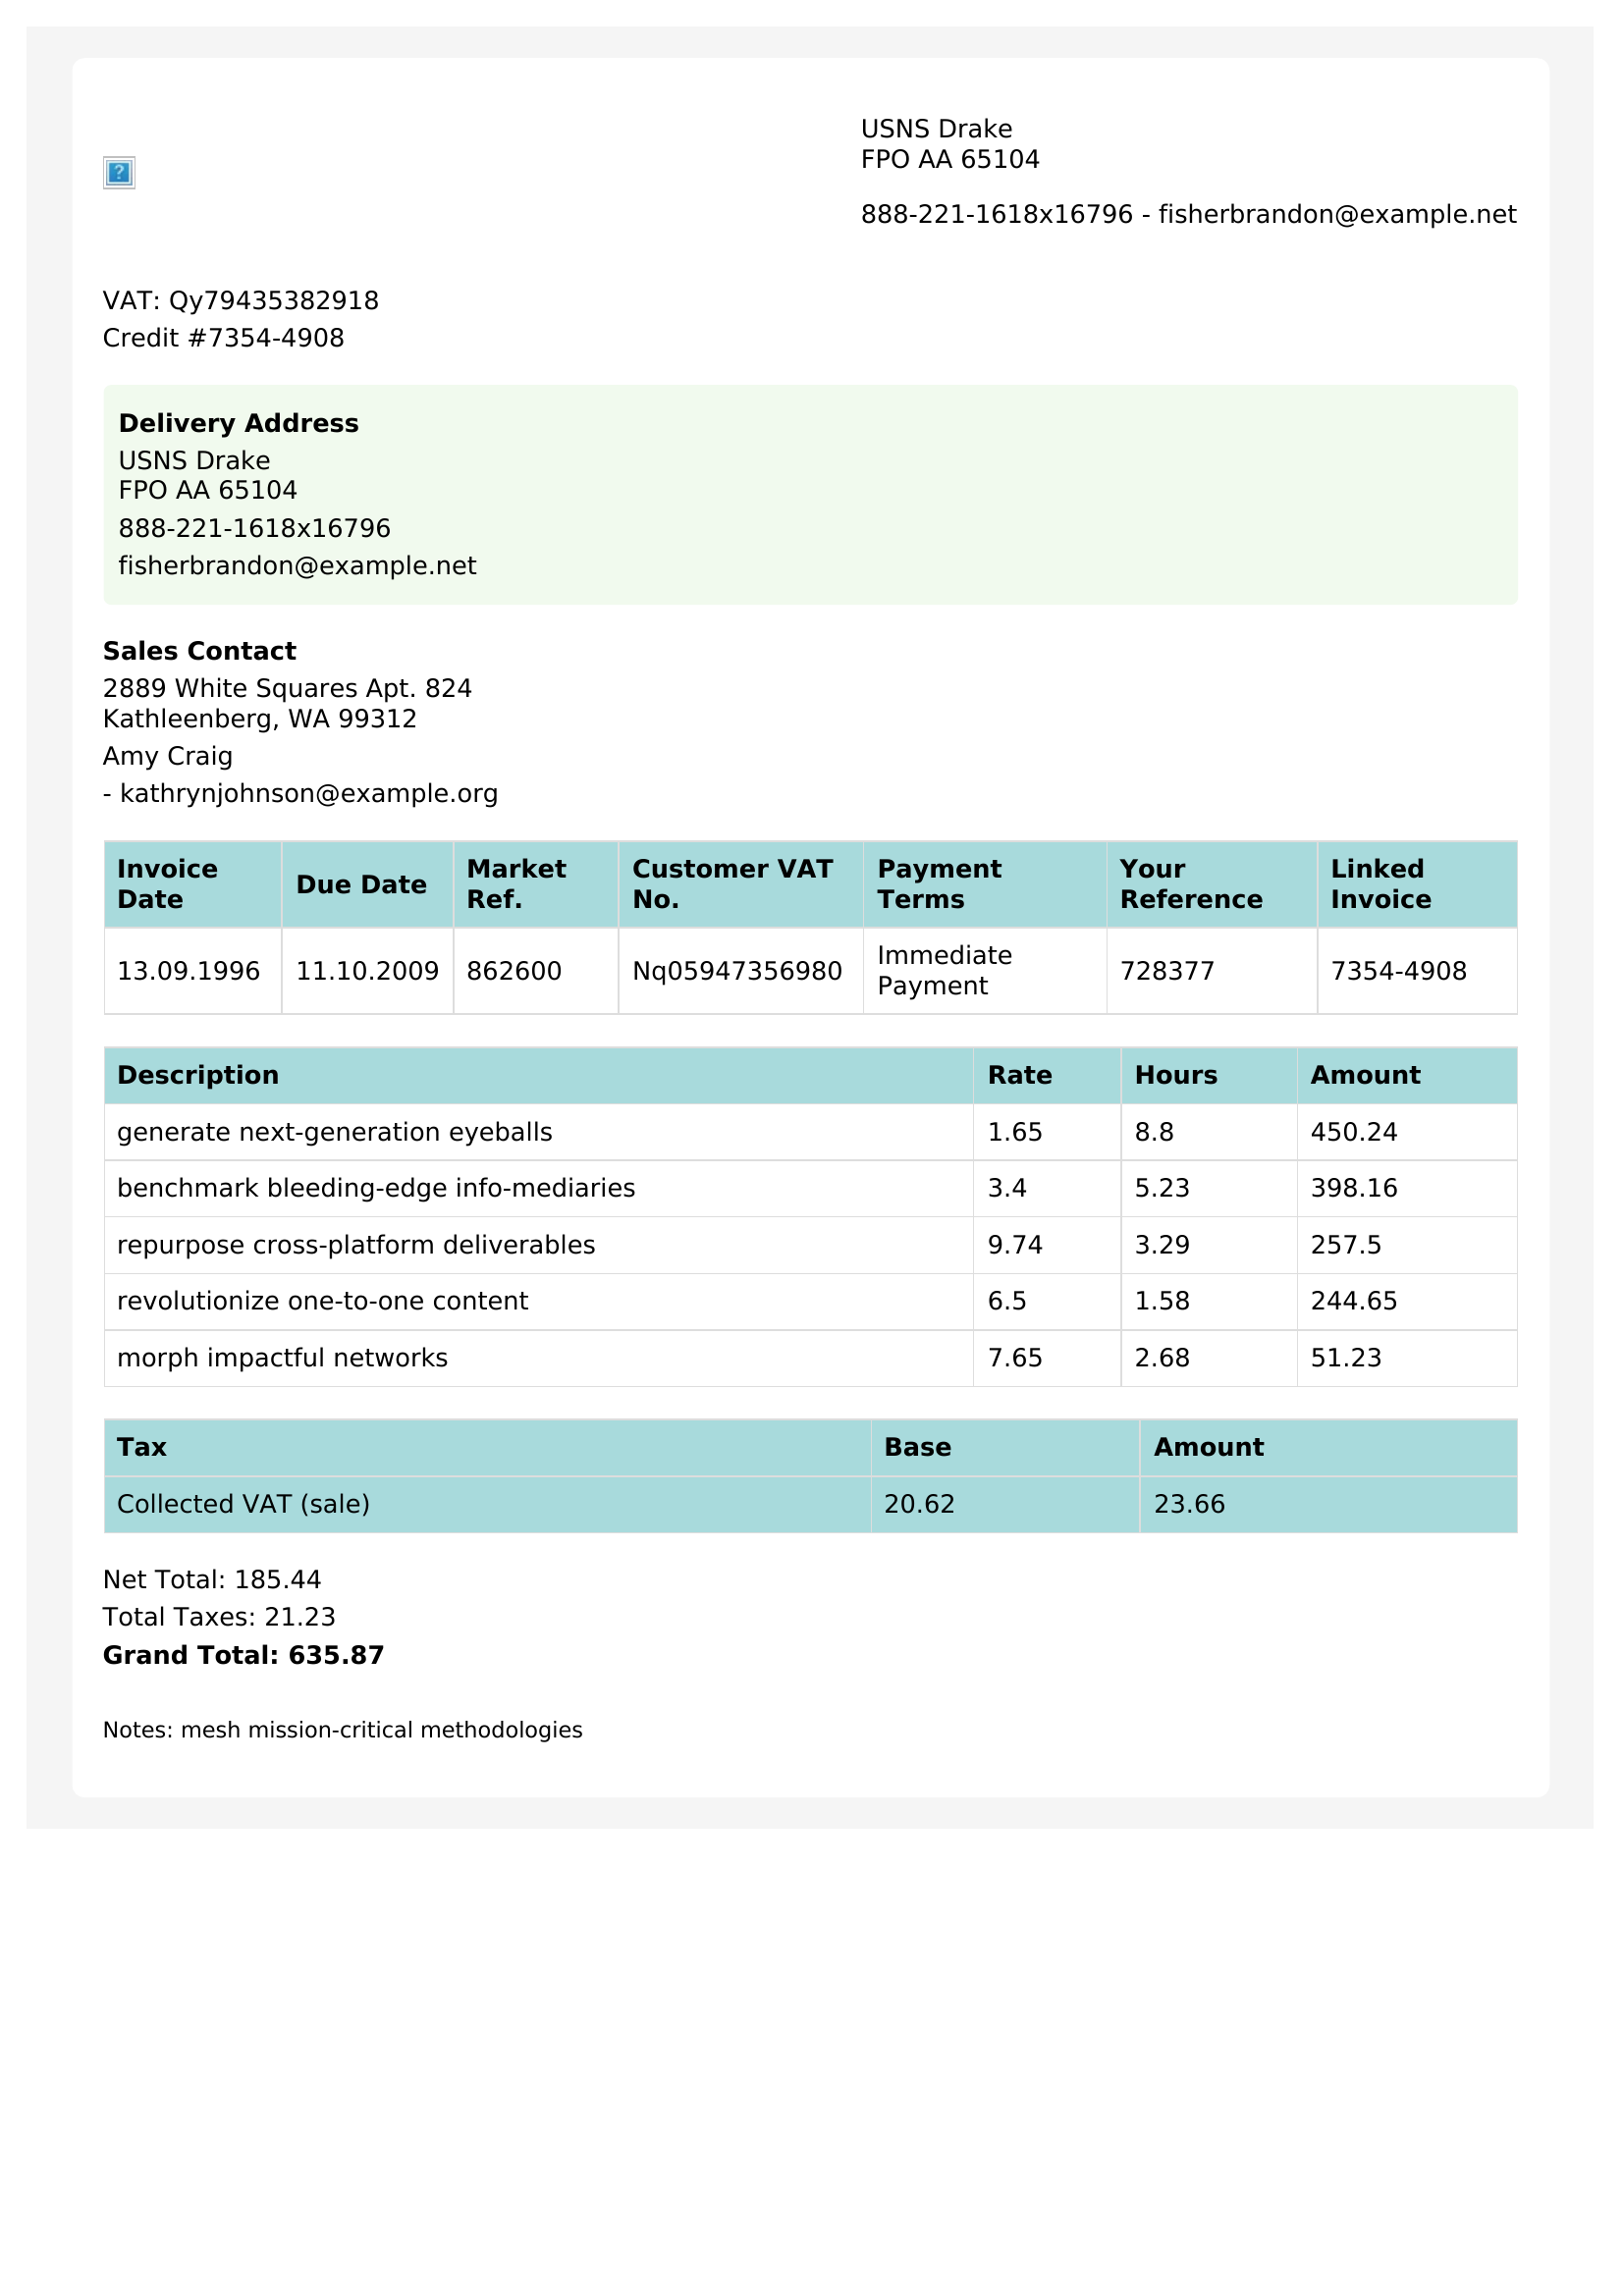 USNS Drake
FPO AA 65104
888-221-1618x16796 - fisherbrandon@example.net
VAT: Qy79435382918
Credit #7354-4908
Delivery Address
USNS Drake
FPO AA 65104
888-221-1618x16796
fisherbrandon@example.net
Sales Contact
2889 White Squares Apt. 824
Kathleenberg, WA 99312
Amy Craig
- kathrynjohnson@example.org
Invoice Date Due Date Market Ref. Customer VAT No. Payment Terms Your Reference Linked Invoice
13.09.1996 11.10.2009 862600 Nq05947356980 Immediate Payment 728377 7354-4908
Description Rate Hours Amount
generate next-generation eyeballs 1.65 8.8 450.24
benchmark bleeding-edge info-mediaries 3.4 5.23 398.16
repurpose cross-platform deliverables 9.74 3.29 257.5
revolutionize one-to-one content 6.5 1.58 244.65
morph impactful networks 7.65 2.68 51.23
Tax Base Amount
Collected VAT (sale) 20.62 23.66
Net Total: 185.44
Total Taxes: 21.23
Grand Total: 635.87
Notes: mesh mission-critical methodologies